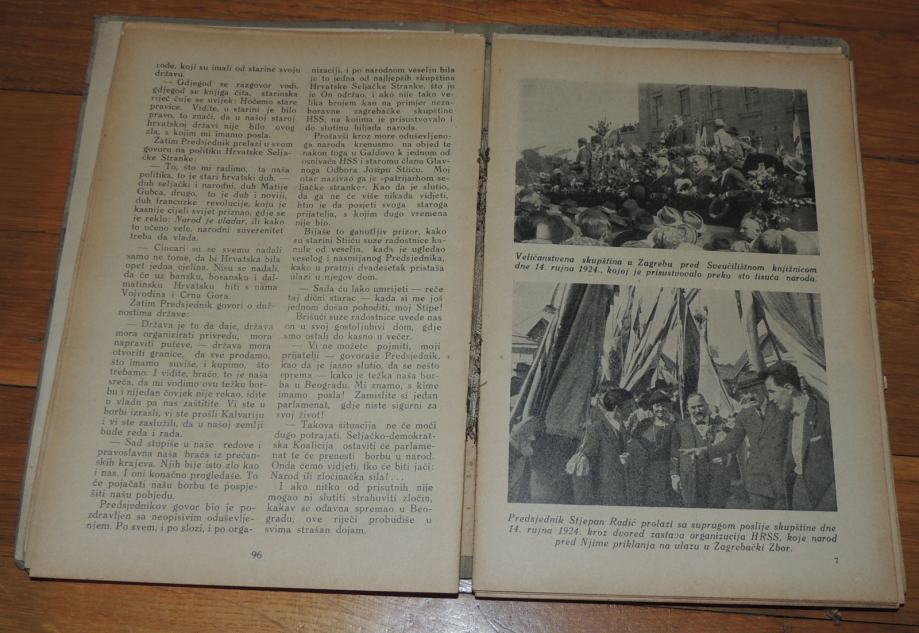 rode, koji su imali od starine svoju
državu.
— Gdjegod se razgovor vodi,
gdjegod se knjiga čita, starinska
riječ čuje se uvijek: Hoćemo stare
pravice. Vidite, u starini je bilo
pravo, to znači, da u našoj staroj
hrvatskoj državi nije bilo ovog
zla, s kojim mi imamo posla.
Zatim Predsjednik prelazi u svom
govoru na politiku Hrvatske Selja-
čke Stranke:
— To, što mi radimo, ta naša
politika, to je stari hrvatski duh, —
duh seljački i narodni, duh Matije
Gubca, drugo, to je duh i noviji,
duh francuzke revolucije, koju je
kasnije cijeli svijet priznao, gdje se
je reklo: Narod je vladar, ili kako
to učeno vele, narodni suverenitet
treba da vlada.
— Cincari su se svemu nadali
samo ne tome, da bi Hrvatska bila
opet jedna cjelina. Nisu se nadali,
da će uz bansku, bosansku i dal-
matinsku Hrvatsku biti s nama
Vojvodina i Crna Gora.
Zatim Predsjednik govori o duž-
nostima države:
— Država je tu da daje, država
mora organizirati privredu, mora
napraviti puteve, — država mora
otvoriti granice, da sve prodamo,
što imamo suviše, i kupimo, što
trebamo. I vidite, braćo, to je naša
sreća, da mi vodimo ovu težku bor-
bu i nijedan čovjek nije rekao, idite
u vladu pa nas zaštitite. Vi ste u
borbi izrasli, vi ste prošli Kalvariju
i vi ste zaslužili, da u našoj zemlji
bude reda i rada.
— Sad stupiše u naše redove i
pravoslavna naša braća iz prečan-
skih krajeva. Njih bije isto zlo kao
i nas. I oni konačno progledaše. To
će pojačati našu borbu te pospje-
šiti našu pobjedu.
Predsjednikov govor bio je po-
zdravljen sa neopisivim oduševlje-
njem. Po svem, i po slozi, i po orga-
nizaciji, i po narodnom veselju bila
je to jedna od najljepših skupština
Hrvatske Seljačke Stranke, što ju
je On održao, i ako nije tako ve-
lika brojem kao na primjer neza-
boravne zagrebačke skupštine
HSS, na kojima je prisustvovalo i
do stotinu hiljada naroda.
Prošavši kroz more oduševljeno-
ga naroda krenusmo na objed te
nakon toga u Galdovo k jednom od
osnivača HSS i staromu članu Glav-
noga Odbora Josipu Stiiću. Moj
otac nazivao ga je »patrijarhom se-
ljačke stranke«. Kao da je slutio,
da ga ne će više nikada vidjeti,
htio je da posjeti svoga staroga
prijatelja, s kojim dugo vremena
nije bio.
Bijaše to ganutljiv prizor, kako
su starini Stiiću suze radostnice ka-
nule od veselja, kada je ugledao
veselog i nasmijanog Predsjednika,
kako u pratnji dvadesetak pristaša
ulazi u njegov dom.
— Sada ću lako umrijeti — reče
taj dični starac — kada si me još
jednom došao pohoditi, moj Stipe!
Brišući suze radostnice uvede nas
on u svoj gostoljubivi dom, gdje
smo ostali do kasno u večer.
— Vi ne možete pojmiti, moji
prijatelji — govoraše Predsjednik,
kao da je jasno slutio, da se nešto
sprema — kako je težka naša bor-
ba u Beogradu. Mi znamo, s kime
imamo posla! Zamislite si jedan
parlamenat, gdje niste sigurni za
svoj život!
— Takova situacija ne će moći
dugo potrajati. Seljačko-demokrat-
ska Koalicija ostaviti će parlame-
nat te će prenesti borbu u narod.
Onda ćemo vidjeti, tko će biti jači:
Narod ili zločinačka sila! . . .
I ako nitko od prisutnih nije
mogao ni slutiti strahoviti zločin,
kakav se odavna spremao u Beo-
gradu, ove riječi probudiše u
svima strašan dojam.
96
Veličanstvena skupština u Zagrebu pred Sveučilištnom knjižnicom
dne 14. rujna 1924., kojoj je prisustvovalo preko sto tisuća naroda.
Predsjednik Stjepan Radić prolazi sa suprugom poslije skupštine dne
14. rujna 1924. kroz dvored zastava organizacija HRSS, koje narod
pred Njime priklanja na ulazu u Zagrebački Zbor.
7